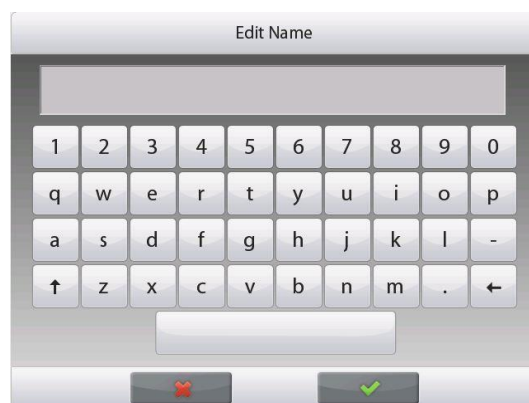 Edit Name
1 2 3 4 5 6 7 8 9 0
q w e r t y u i o p
a s d f g h j k l -
↑ z x c v b n m . ←